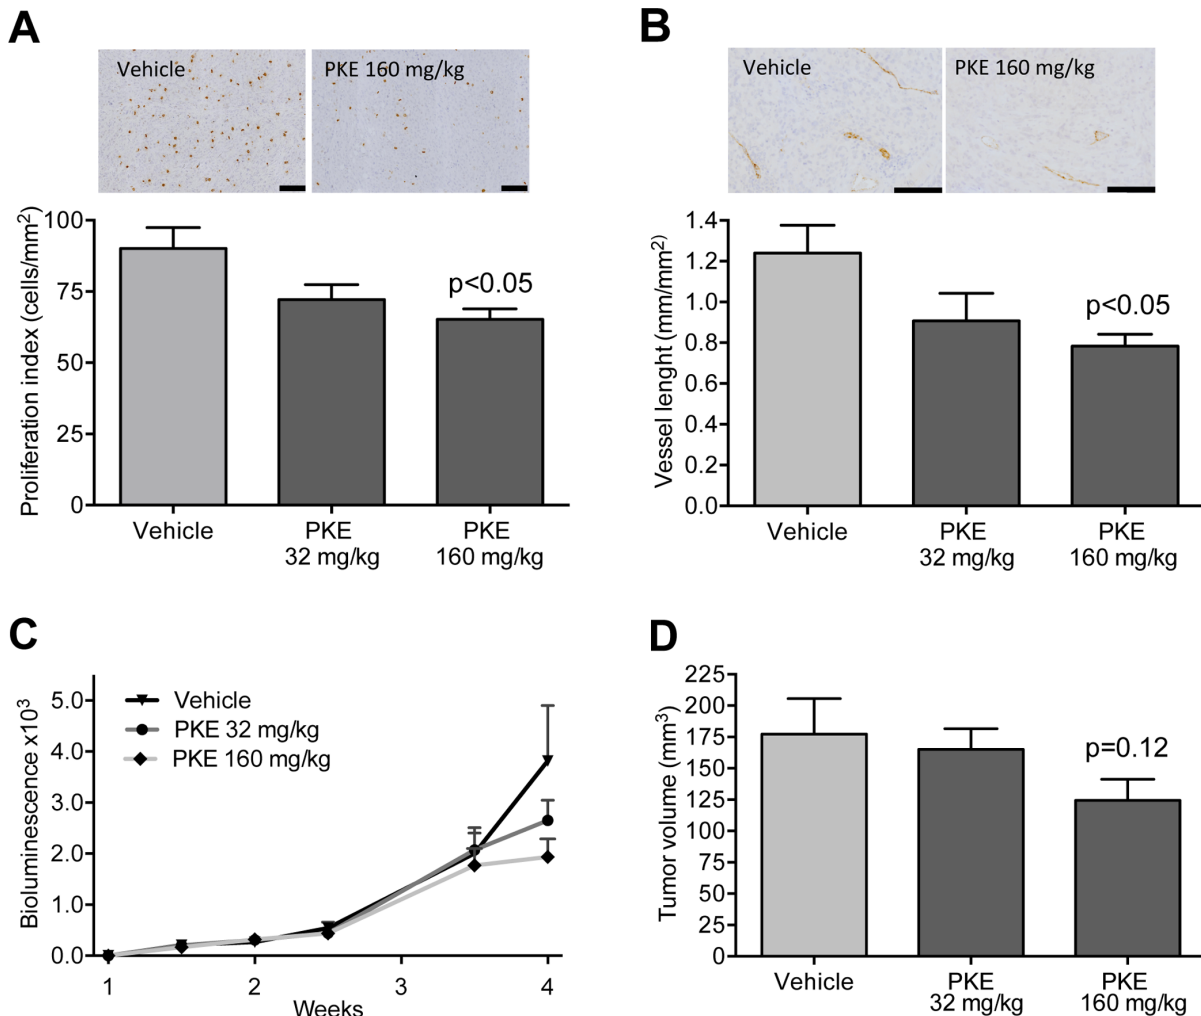 A
Vehicle
PKE 160 mg/kg
Proliferation index (cells/mm²)
100
75
50
25
0
p<0.05
Vehicle
PKE
32 mg/kg
PKE
160 mg/kg
B
Vehicle
PKE 160 mg/kg
Vessel lenght (mm/mm²)
1.4
1.2
1.0
0.8
0.6
0.4
0.2
0.0
p<0.05
Vehicle
PKE
32 mg/kg
PKE
160 mg/kg
C
Bioluminescence x10³
5.0
4.0
3.0
2.0
1.0
0.0
Vehicle
PKE 32 mg/kg
PKE 160 mg/kg
1
2
3
4
Weeks
D
Tumor volume (mm³)
225
200
175
150
125
100
75
50
25
0
p=0.12
Vehicle
PKE
32 mg/kg
PKE
160 mg/kg